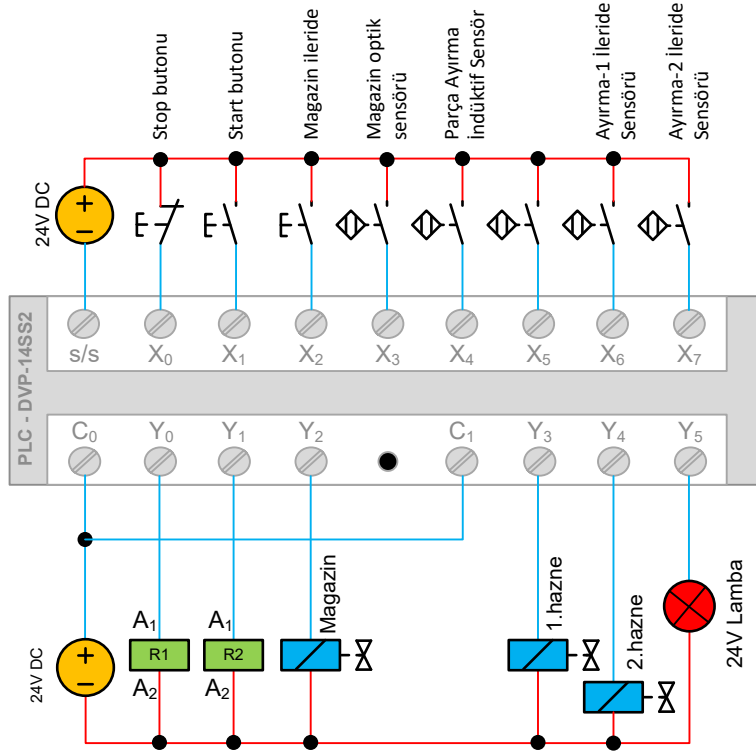 24V DC
+
−
Stop butonu
Start butonu
Magazin ileride
Magazin optik
sensörü
Parça Ayırma
İndüktif Sensör
Ayırma-1 İleride
Sensörü
Ayırma-2 ileride
Sensörü
PLC - DVP-14SS2
s/s
X0
X1
X2
X3
X4
X5
X6
X7
C0
Y0
Y1
Y2
C1
Y3
Y4
Y5
24V DC
+
−
A1
R1
A2
A1
R2
A2
Magazin
1.hazne
2.hazne
24V Lamba